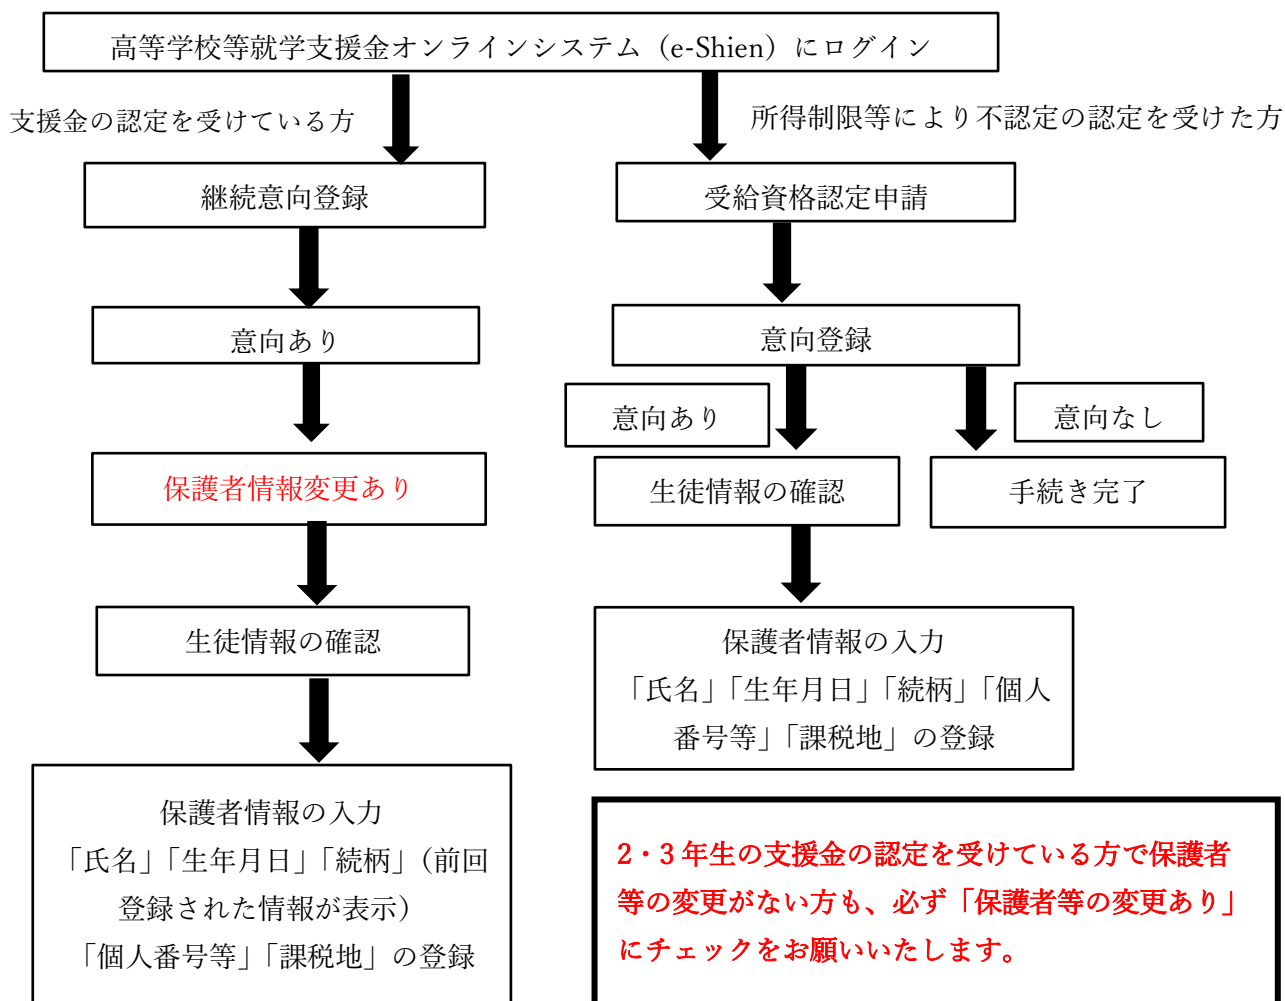 高等学校等就学支援金オンラインシステム（e-Shien）にログイン
支援金の認定を受けている方
所得制限等により不認定の認定を受けた方
継続意向登録
受給資格認定申請
意向あり
意向登録
意向あり
意向なし
保護者情報変更あり
生徒情報の確認
手続き完了
生徒情報の確認
保護者情報の入力
「氏名」「生年月日」「続柄」「個人
番号等」「課税地」の登録
保護者情報の入力
「氏名」「生年月日」「続柄」（前回
登録された情報が表示）
「個人番号等」「課税地」の登録
2・3 年生の支援金の認定を受けている方で保護者
等の変更がない方も、必ず「保護者等の変更あり」
にチェックをお願いいたします。